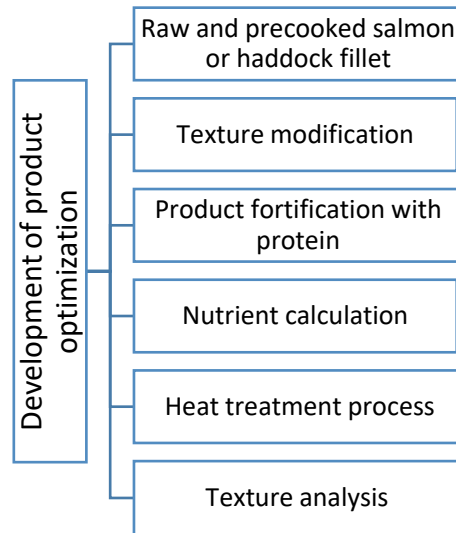 Development of product
optimization
Raw and precooked salmon
or haddock fillet
Texture modification
Product fortification with
protein
Nutrient calculation
Heat treatment process
Texture analysis